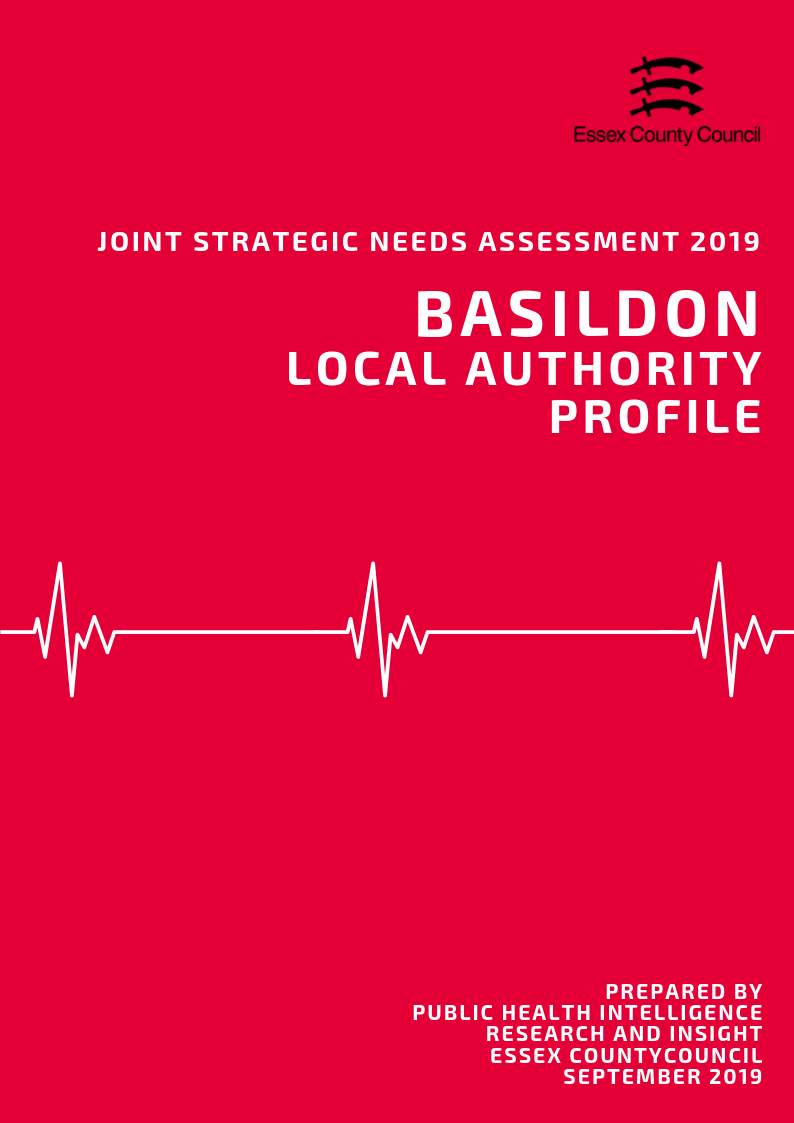 Essex County Council
JOINT STRATEGIC NEEDS ASSESSMENT 2019
BASILDON
LOCAL AUTHORITY
PROFILE
PREPARED BY
PUBLIC HEALTH INTELLIGENCE
RESEARCH AND INSIGHT
ESSEX COUNTYCOUNCIL
SEPTEMBER 2019